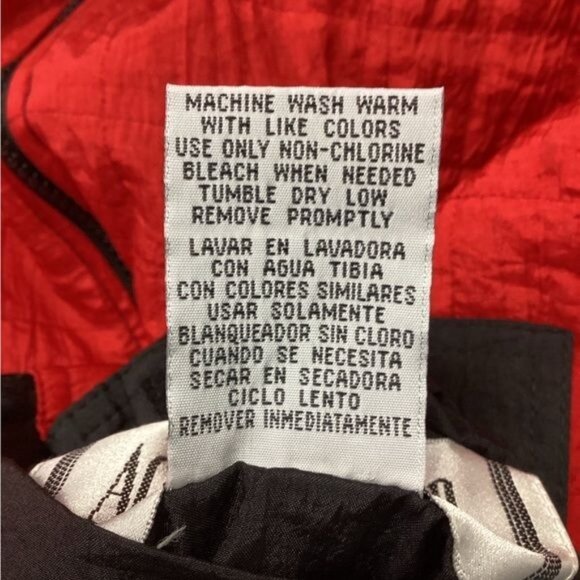 MACHINE WASH WARM
WITH LIKE COLORS
USE ONLY NON-CHLORINE
BLEACH WHEN NEEDED
TUMBLE DRY LOW
REMOVE PROMPTLY
LAVAR EN LAVADORA
CON AGUA TIBIA
CON COLORES SIMILARES
USAR SOLAMENTE
BLANQUEADOR SIN CLORO
CUANDO SE NECESITA
SECAR EN SECADORA
CICLO LENTO
REMOVER INMEDIATAMENTE